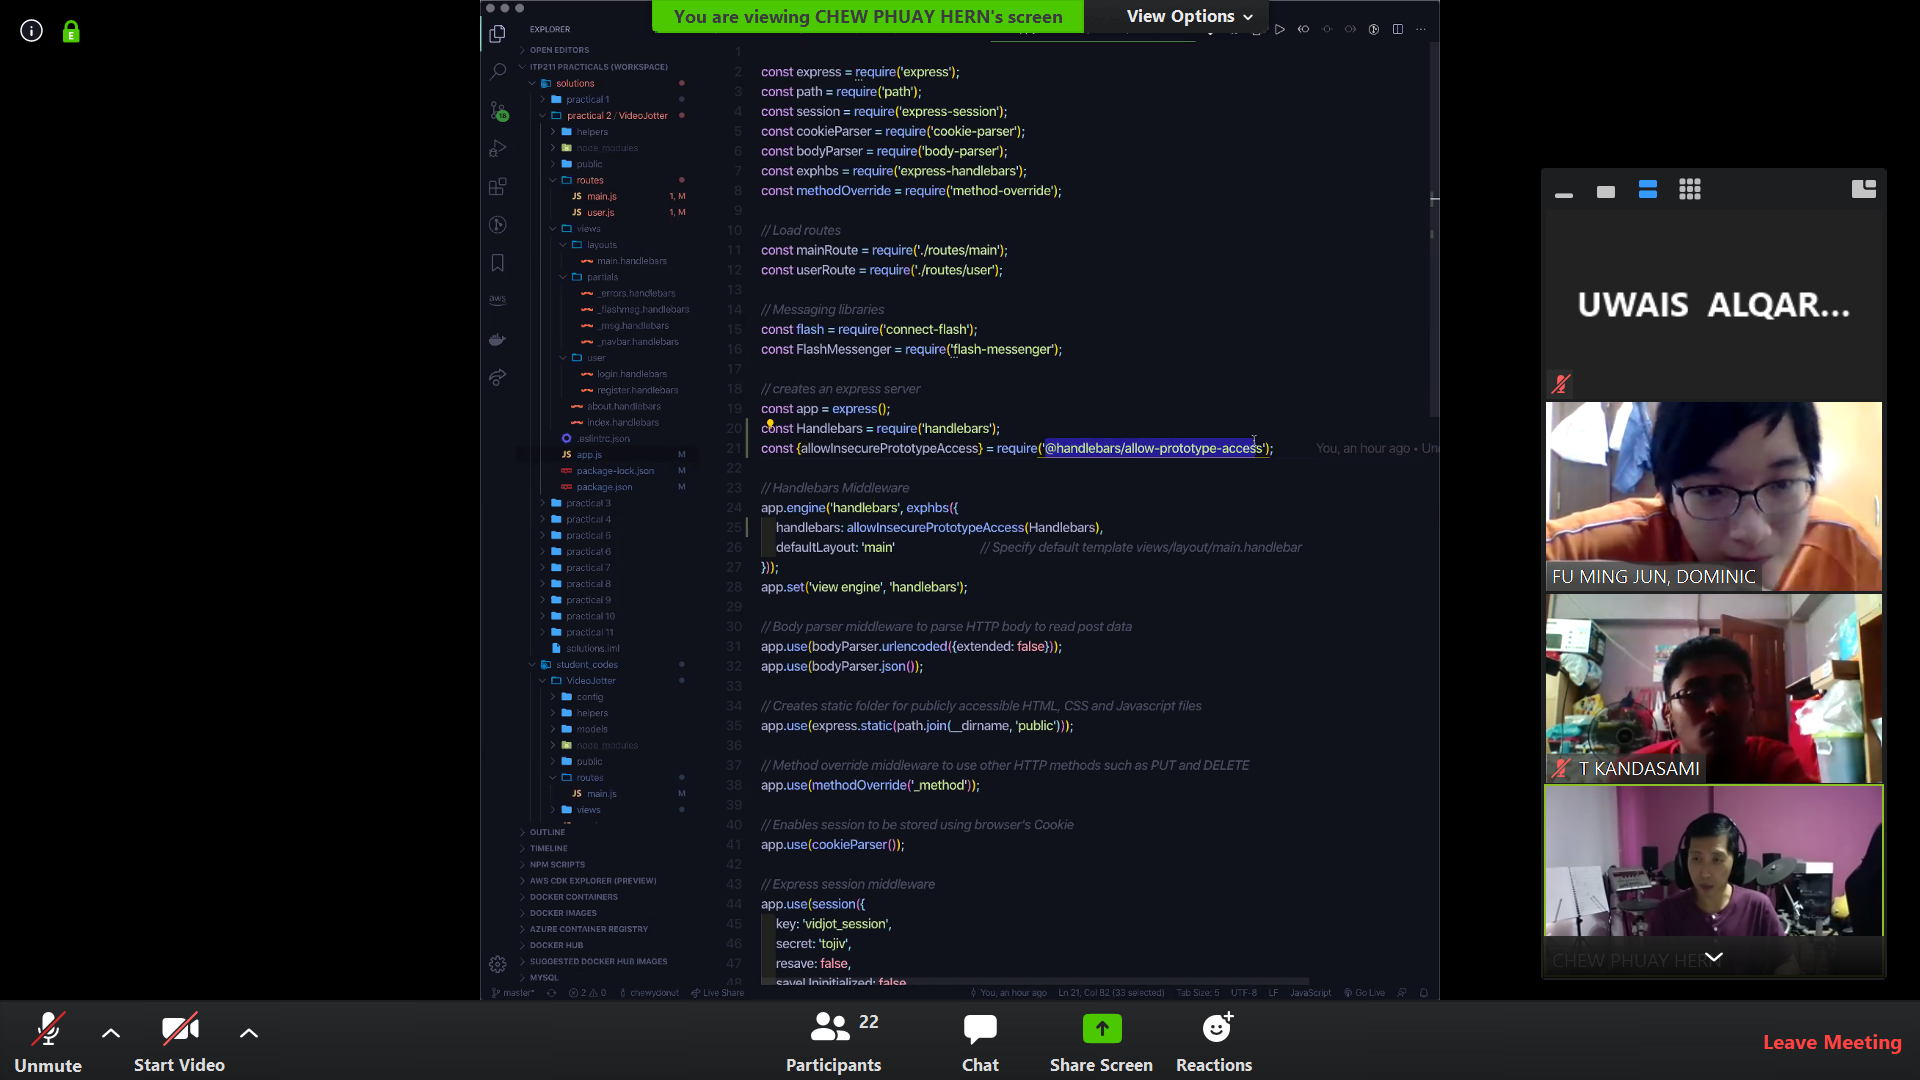 You are viewing CHEW PHUAY HERN's screen
View Options
EXPLORER
OPEN EDITORS
ITP211 PRACTICALS (WORKSPACE)
solutions
practical 1
practical 2 / VideoJotter
helpers
node_modules
public
routes
JS main.js 1, M
JS user.js 1, M
views
layouts
main.handlebars
partials
_errors.handlebars
_flashmsg.handlebars
_msg.handlebars
_navbar.handlebars
user
login.handlebars
register.handlebars
about.handlebars
index.handlebars
.eslintrc.json
JS app.js M
package-lock.json M
package.json M
practical 3
practical 4
practical 5
practical 6
practical 7
practical 8
practical 9
practical 10
practical 11
solutions.iml
student_codes
VideoJotter
config
helpers
models
node_modules
public
routes
JS main.js M
views
OUTLINE
TIMELINE
NPM SCRIPTS
AWS CDK EXPLORER (PREVIEW)
DOCKER CONTAINERS
DOCKER IMAGES
AZURE CONTAINER REGISTRY
DOCKER HUB
SUGGESTED DOCKER HUB IMAGES
MYSQL
18
aws
1
2 const express = require('express');
3 const path = require('path');
4 const session = require('express-session');
5 const cookieParser = require('cookie-parser');
6 const bodyParser = require('body-parser');
7 const exphbs = require('express-handlebars');
8 const methodOverride = require('method-override');
9
10 // Load routes
11 const mainRoute = require('./routes/main');
12 const userRoute = require('./routes/user');
13
14 // Messaging libraries
15 const flash = require('connect-flash');
16 const FlashMessenger = require('flash-messenger');
17
18 // creates an express server
19 const app = express();
20 const Handlebars = require('handlebars');
21 const {allowInsecurePrototypeAccess} = require('@handlebars/allow-prototype-access'); You, an hour ago • Unc
22
23 // Handlebars Middleware
24 app.engine('handlebars', exphbs({
25 handlebars: allowInsecurePrototypeAccess(Handlebars),
26 defaultLayout: 'main' // Specify default template views/layout/main.handlebar
27 }));
28 app.set('view engine', 'handlebars');
29
30 // Body parser middleware to parse HTTP body to read post data
31 app.use(bodyParser.urlencoded({extended: false}));
32 app.use(bodyParser.json());
33
34 // Creates static folder for publicly accessible HTML, CSS and Javascript files
35 app.use(express.static(path.join(__dirname, 'public')));
36
37 // Method override middleware to use other HTTP methods such as PUT and DELETE
38 app.use(methodOverride('_method'));
39
40 // Enables session to be stored using browser's Cookie
41 app.use(cookieParser());
42
43 // Express session middleware
44 app.use(session({
45 key: 'vidjot_session',
46 secret: 'tojiv',
47 resave: false,
48 saveUninitialized: false
master* 2 0 chewydonut Live Share You, an hour ago Ln 21, Col 82 (33 selected) Tab Size: 5 UTF-8 LF JavaScript Go Live
UWAIS ALQAR...
FU MING JUN, DOMINIC
T KANDASAMI
CHEW PHUAY HERN
Unmute
Start Video
Participants 22
Chat
Share Screen
Reactions
Leave Meeting